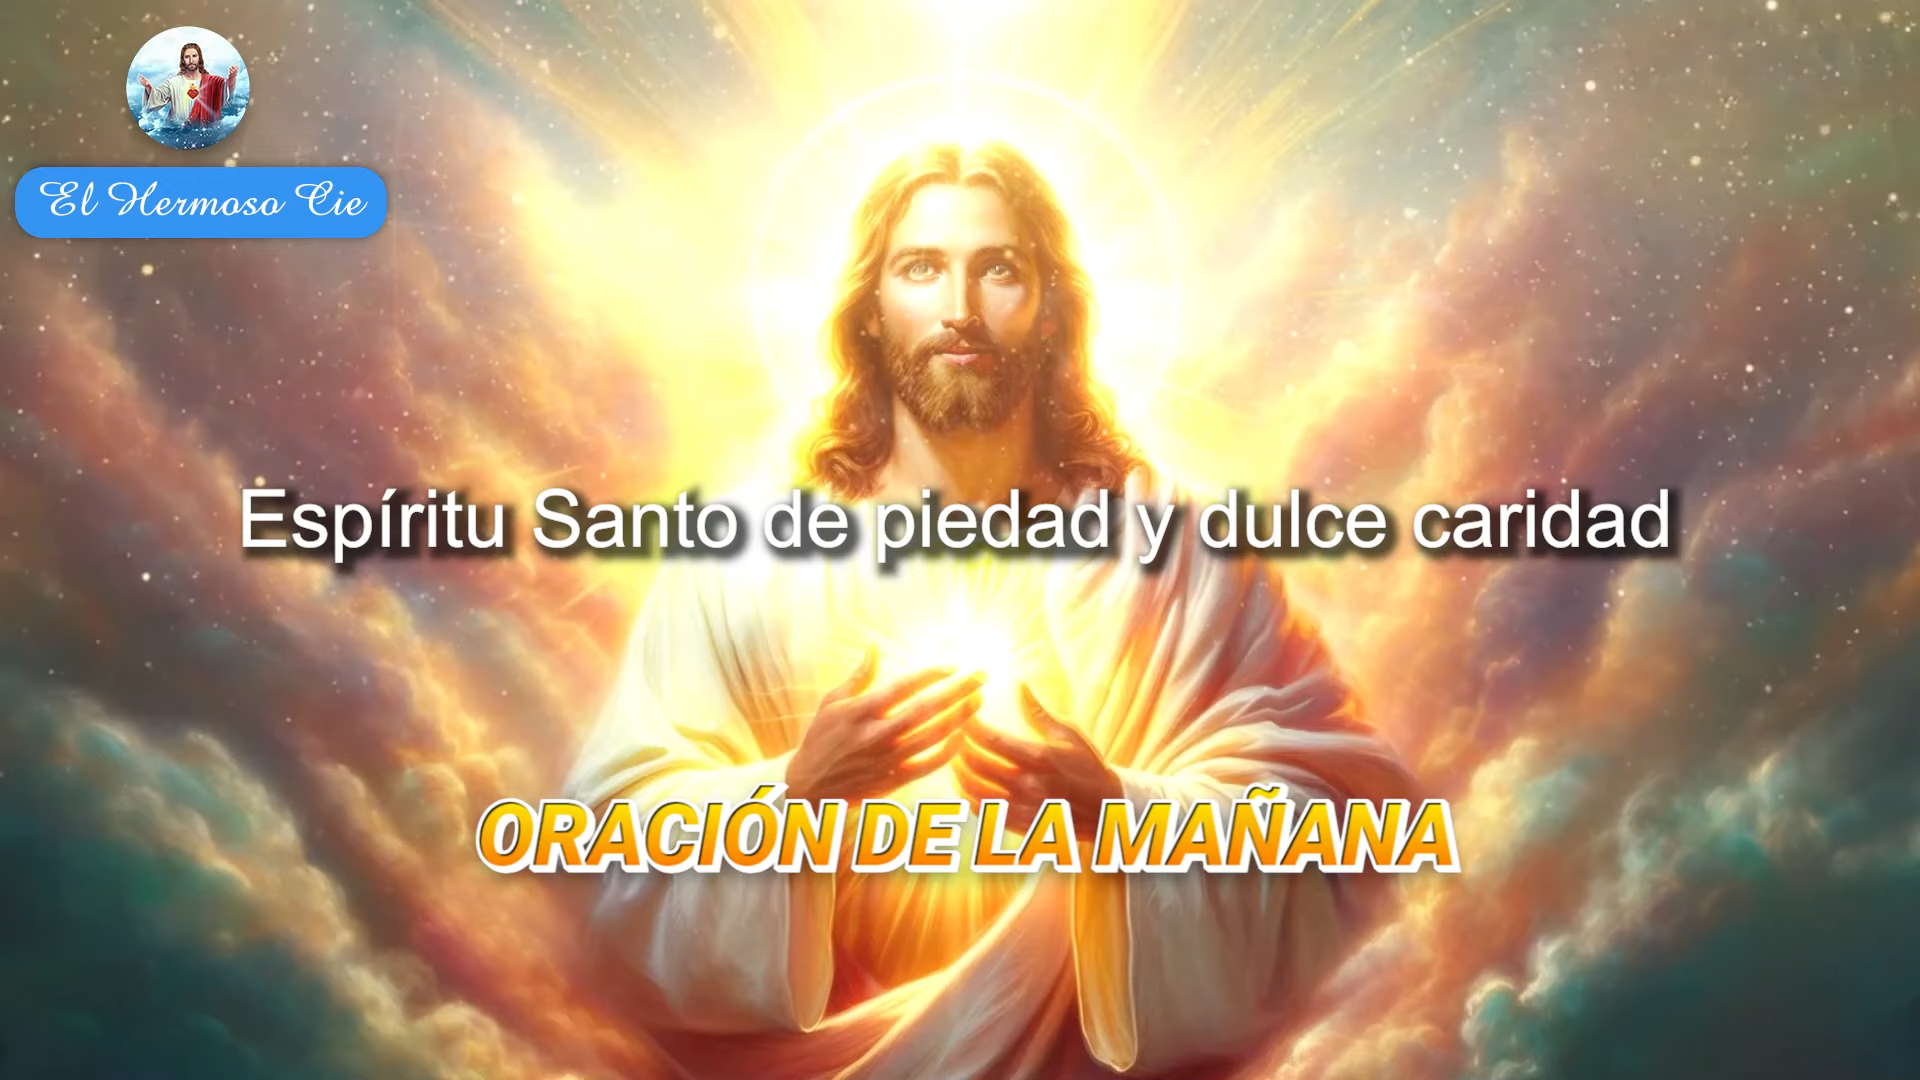 El Hermoso Cie
Espíritu Santo de piedad y dulce caridad
ORACIÓN DE LA MAÑANA